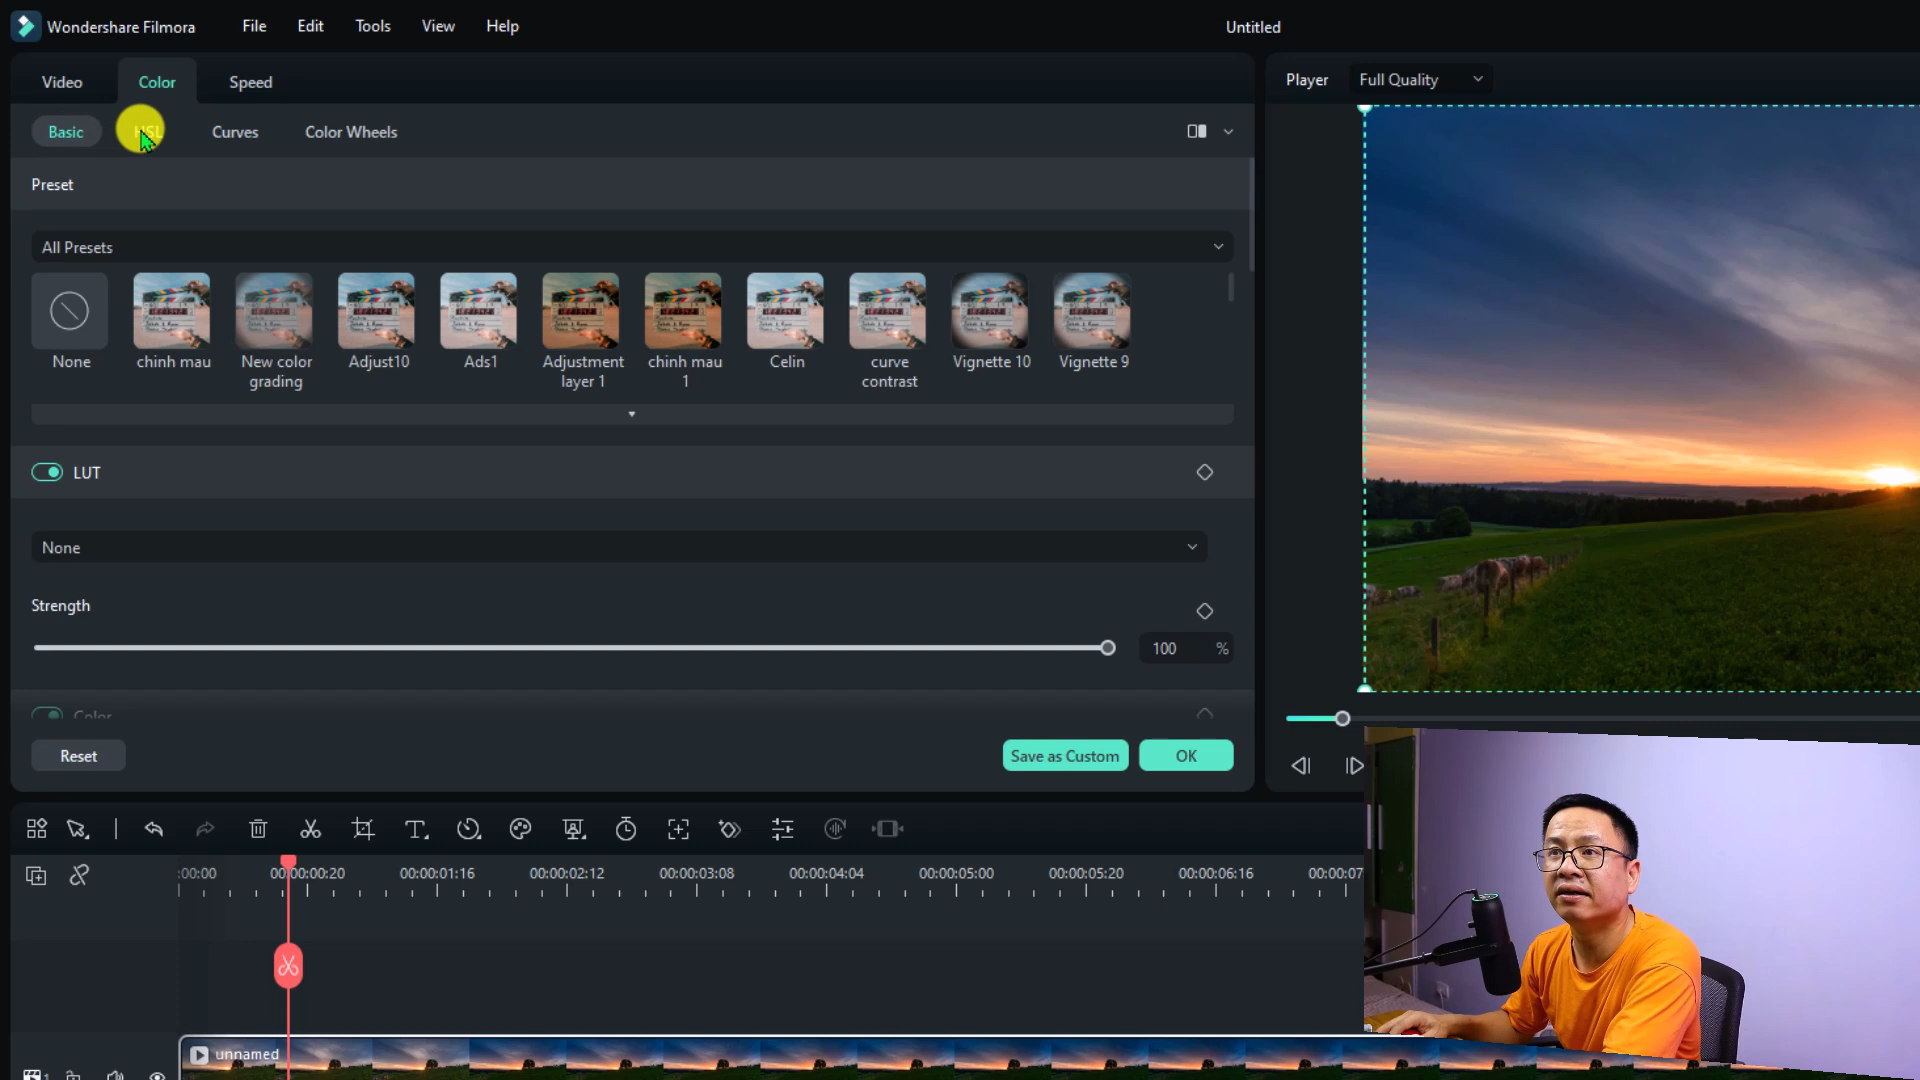 Wondershare Filmora
File
Edit
Tools
View
Help
Untitled
Video
Color
Speed
Player
Full Quality
Basic
HSL
Curves
Color Wheels
Preset
All Presets
None
chinh mau
New color
grading
Adjust10
Ads1
Adjustment
layer 1
chinh mau
1
Celin
curve
contrast
Vignette 10
Vignette 9
LUT
None
Strength
100 %
Color
Reset
Save as Custom
OK
:00:00
00:00:00:20
00:00:01:16
00:00:02:12
00:00:03:08
00:00:04:04
00:00:05:00
00:00:05:20
00:00:06:16
00:00:07
unnamed
1